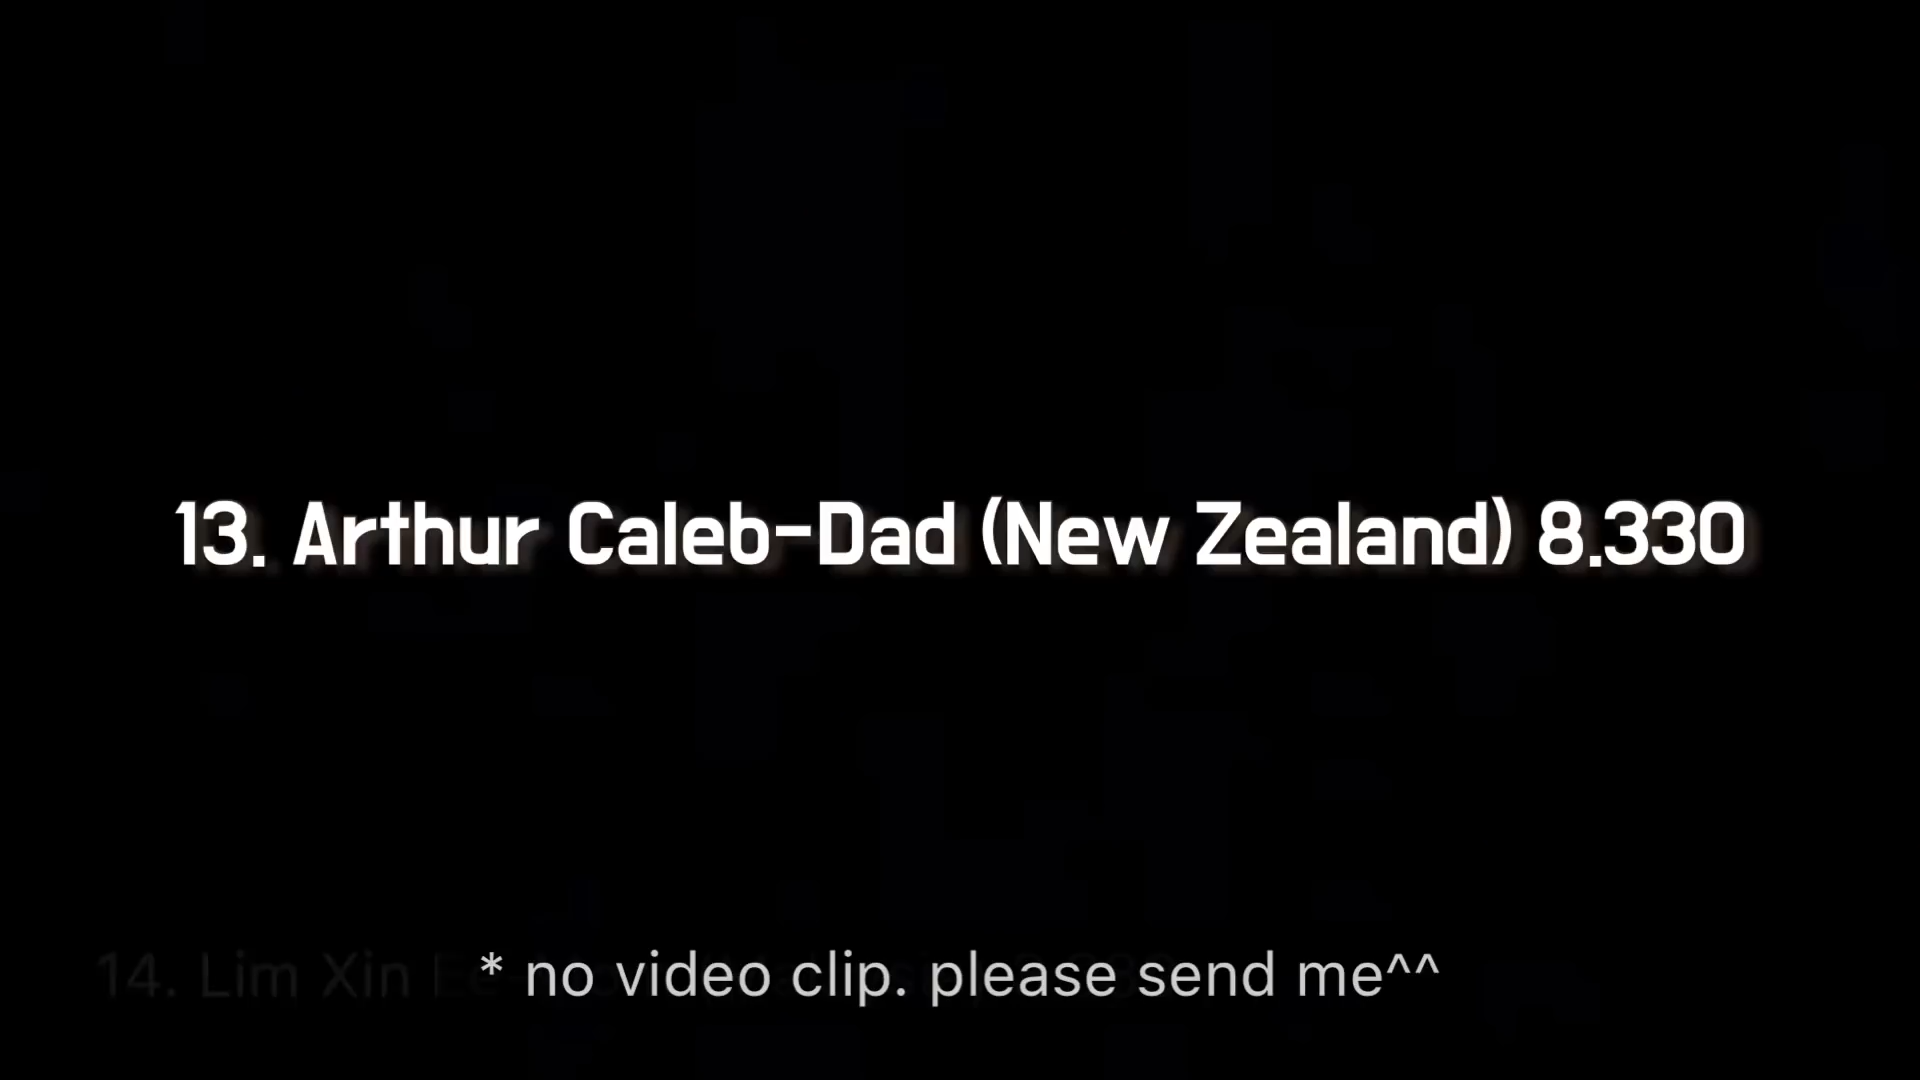 13. Arthur Caleb-Dad (New Zealand) 8.330
14. Lim Xin
* no video clip. please send me^^